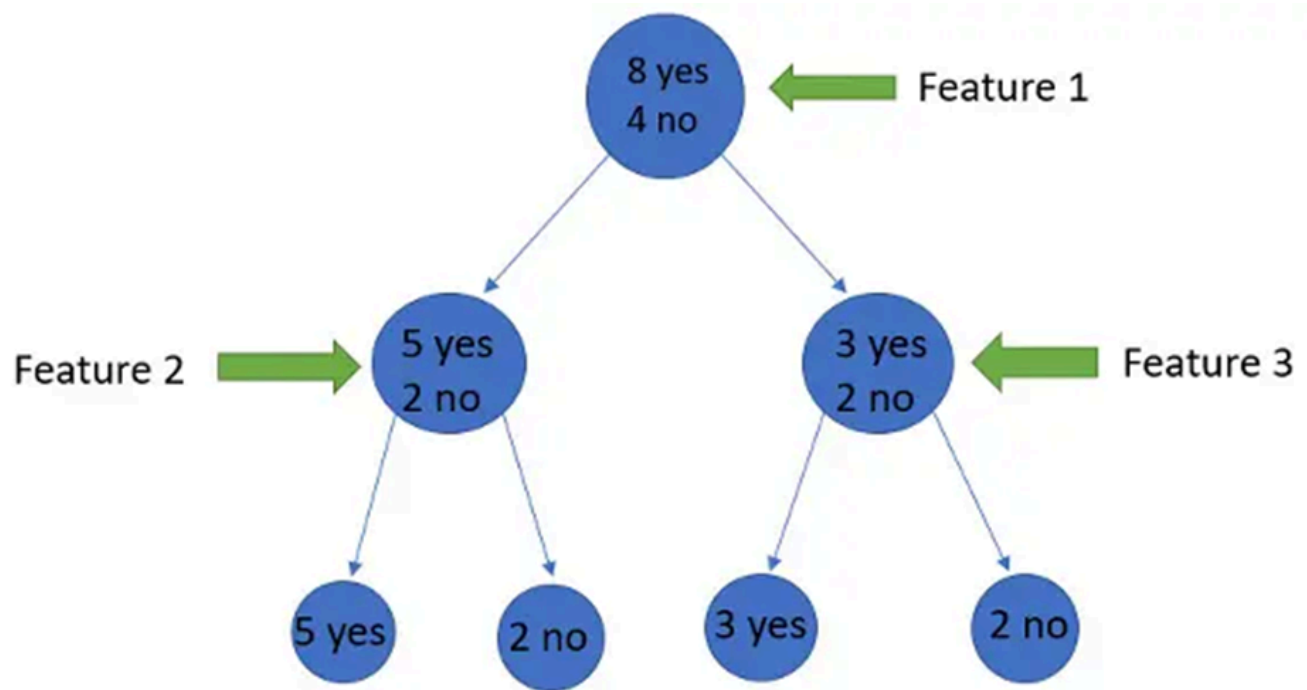 8 yes
4 no
Feature 1
Feature 2
5 yes
2 no
3 yes
2 no
Feature 3
5 yes
2 no
3 yes
2 no